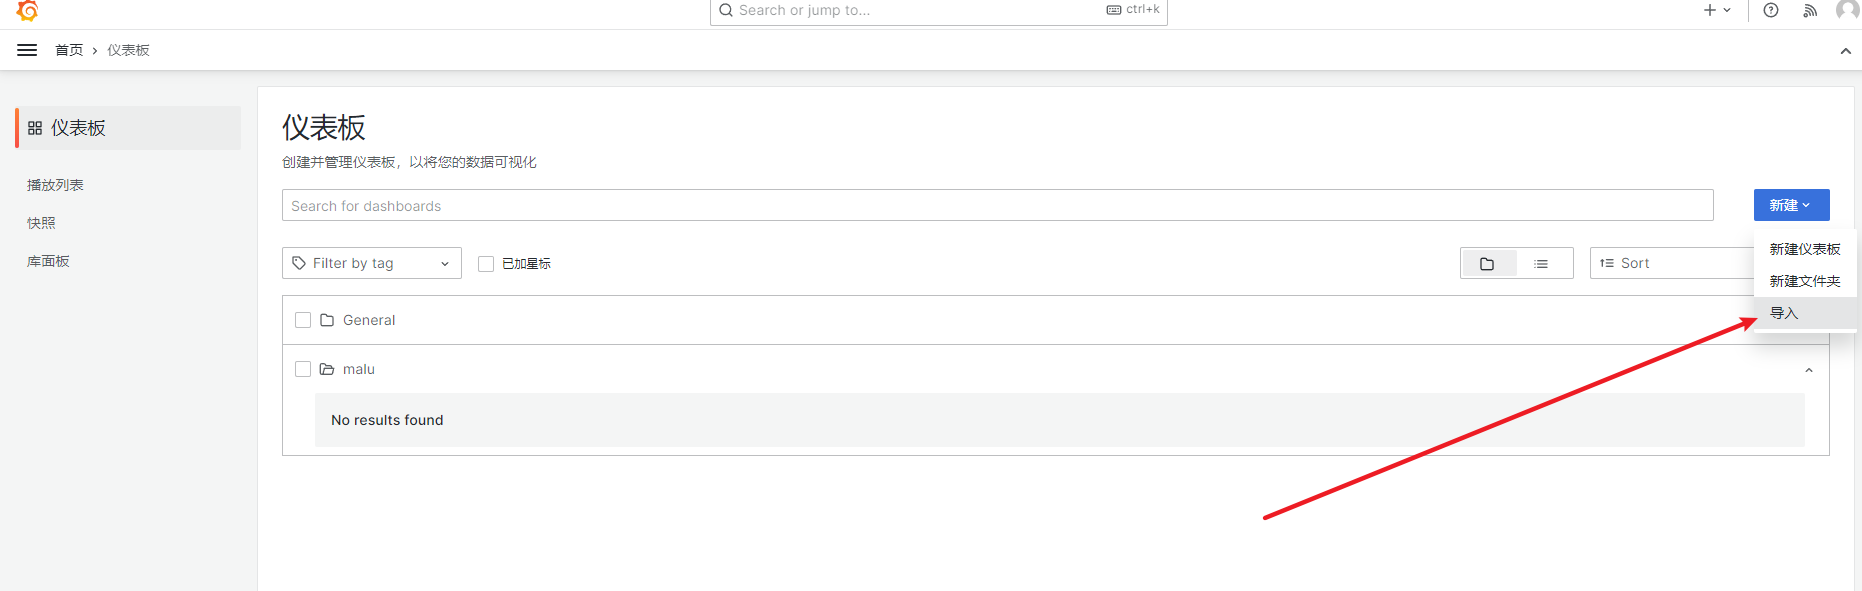 Search or jump to...
ctrl+k
首页 › 仪表板
仪表板
播放列表
快照
库面板
仪表板
创建并管理仪表板，以将您的数据可视化
Search for dashboards
新建
新建仪表板
新建文件夹
导入
Filter by tag
已加星标
Sort
General
malu
No results found